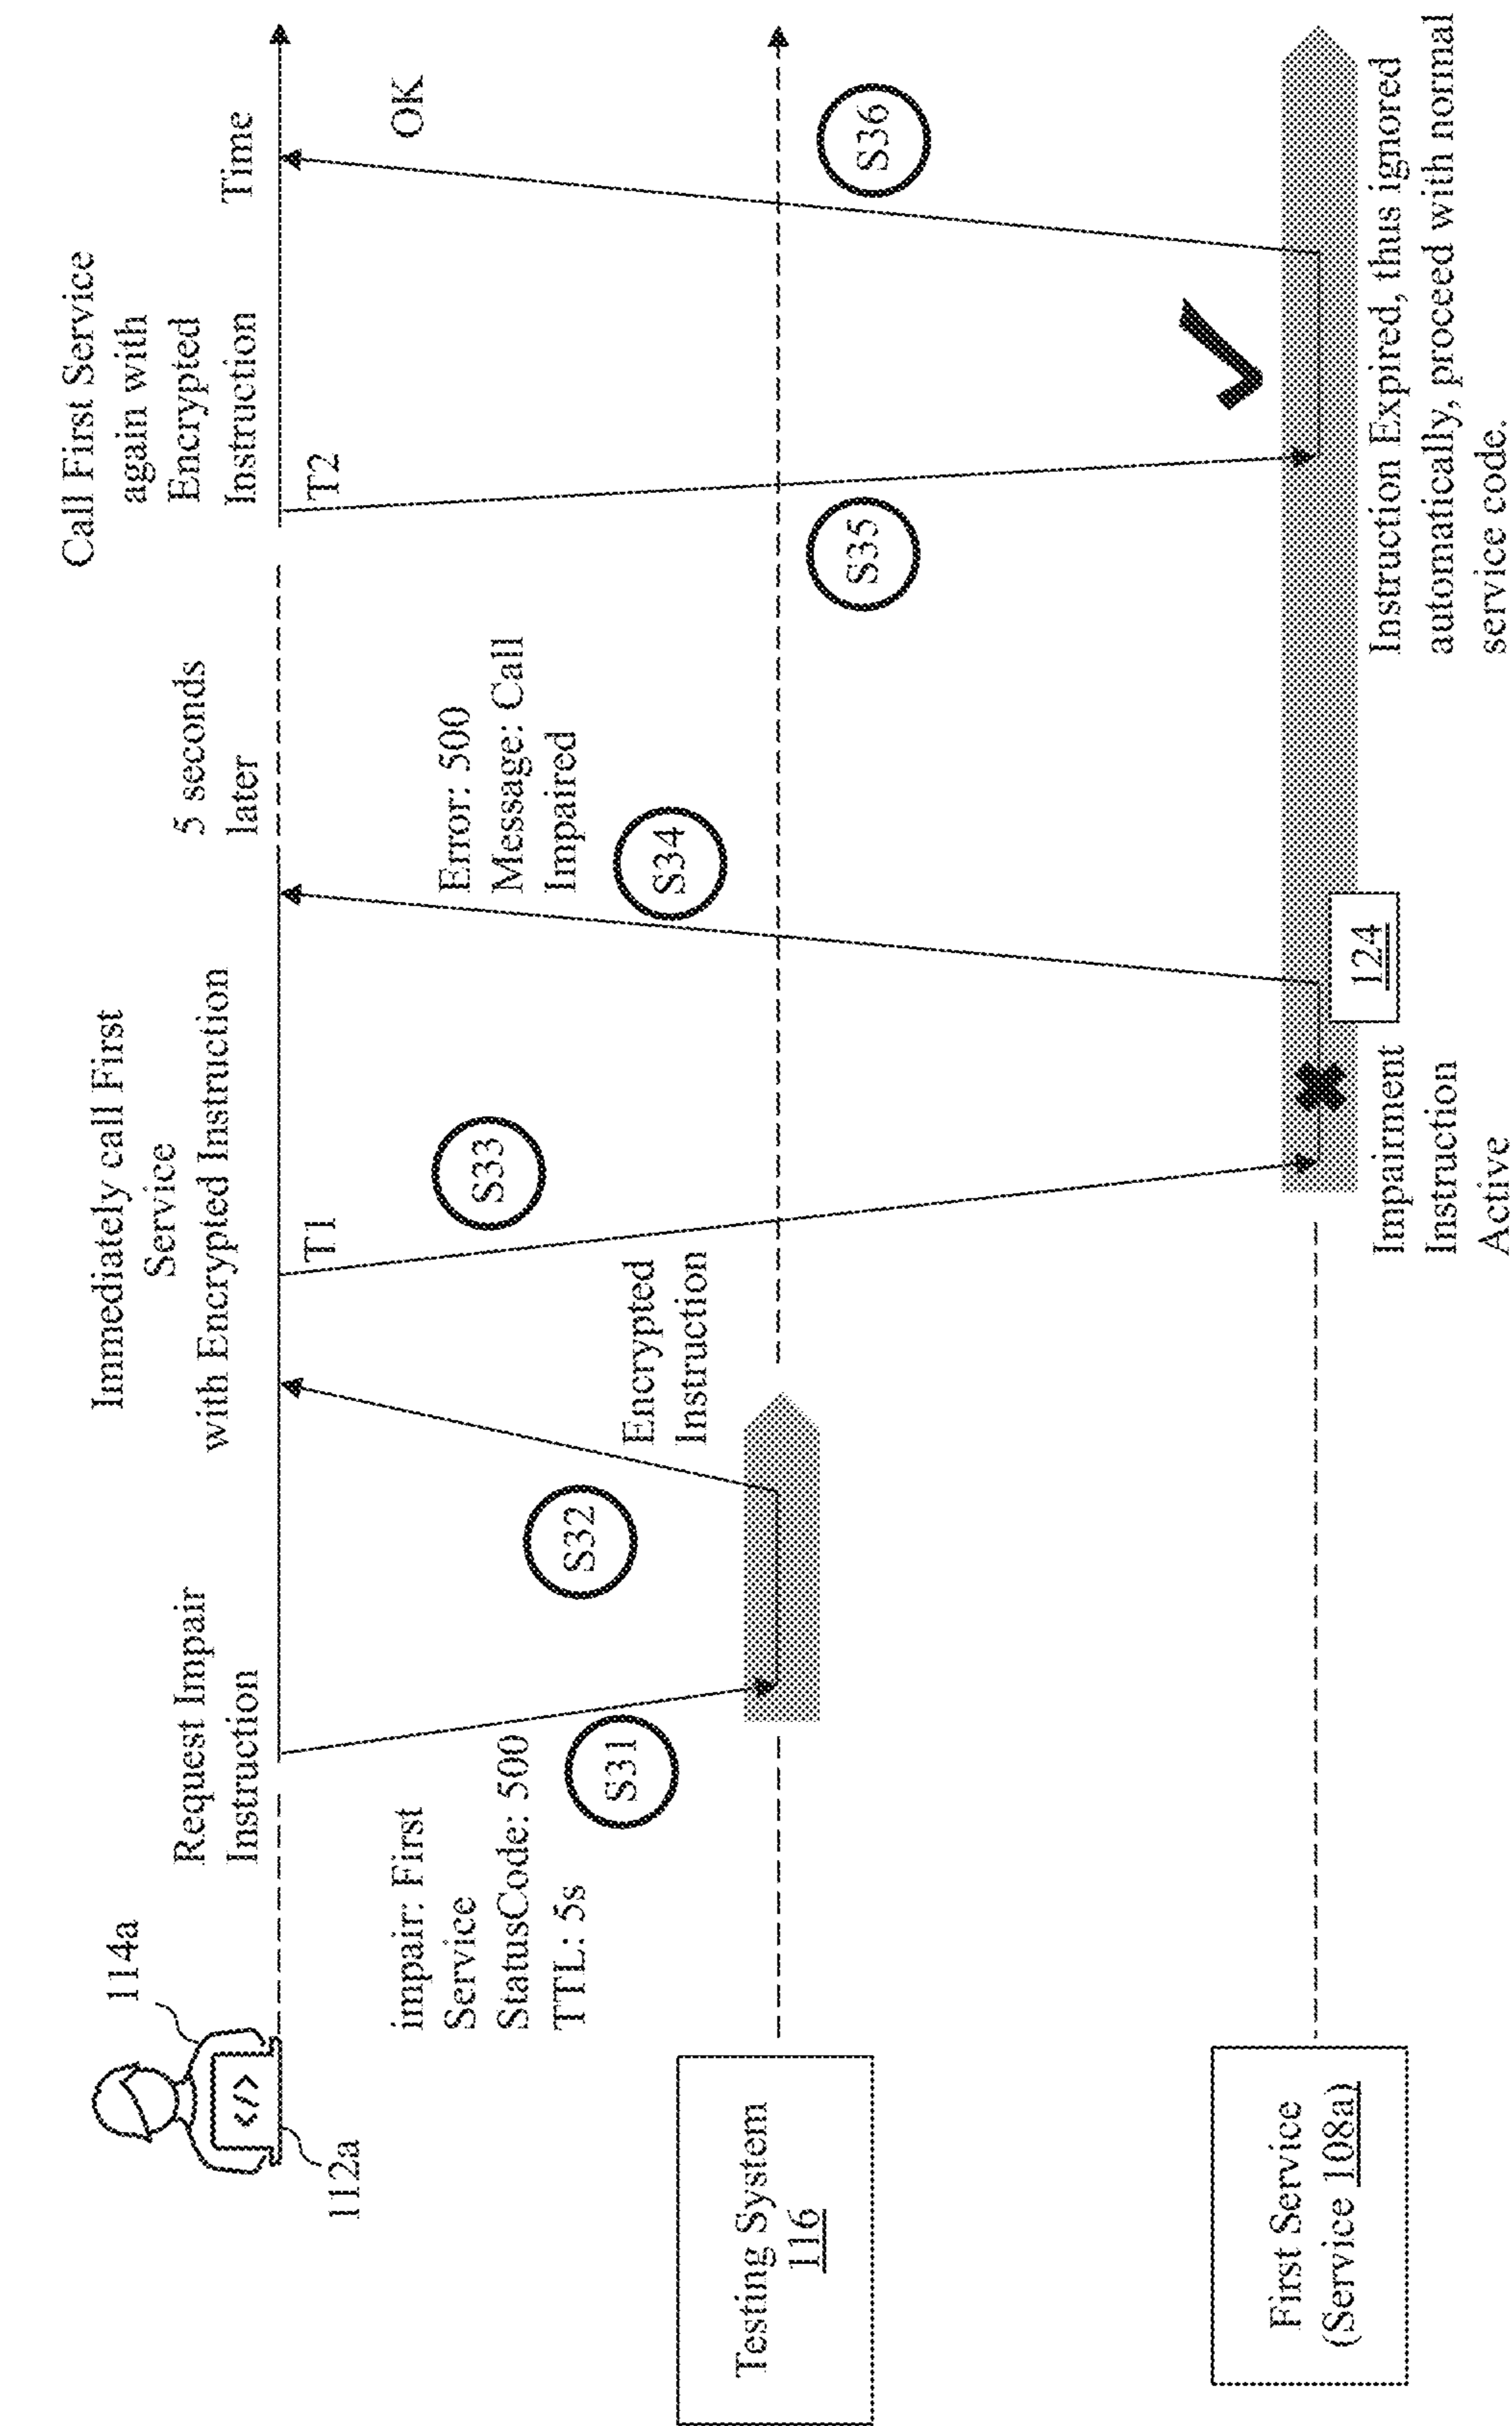 114a
112a
Request Impair
Instruction
Immediately call First
Service
with Encrypted Instruction
5 seconds
later
Call First Service
again with
Encrypted
Instruction
Time
impair: First
Service
StatusCode: 500
TTL: 5s
S31
S32
Encrypted
Instruction
T1
S33
Error: 500
Message: Call
Impaired
S34
T2
S35
OK
S36
Testing System
116
First Service
(Service 108a)
</>
124
Impairment
Instruction
Active
Instruction Expired, thus ignored
automatically, proceed with normal
service code.